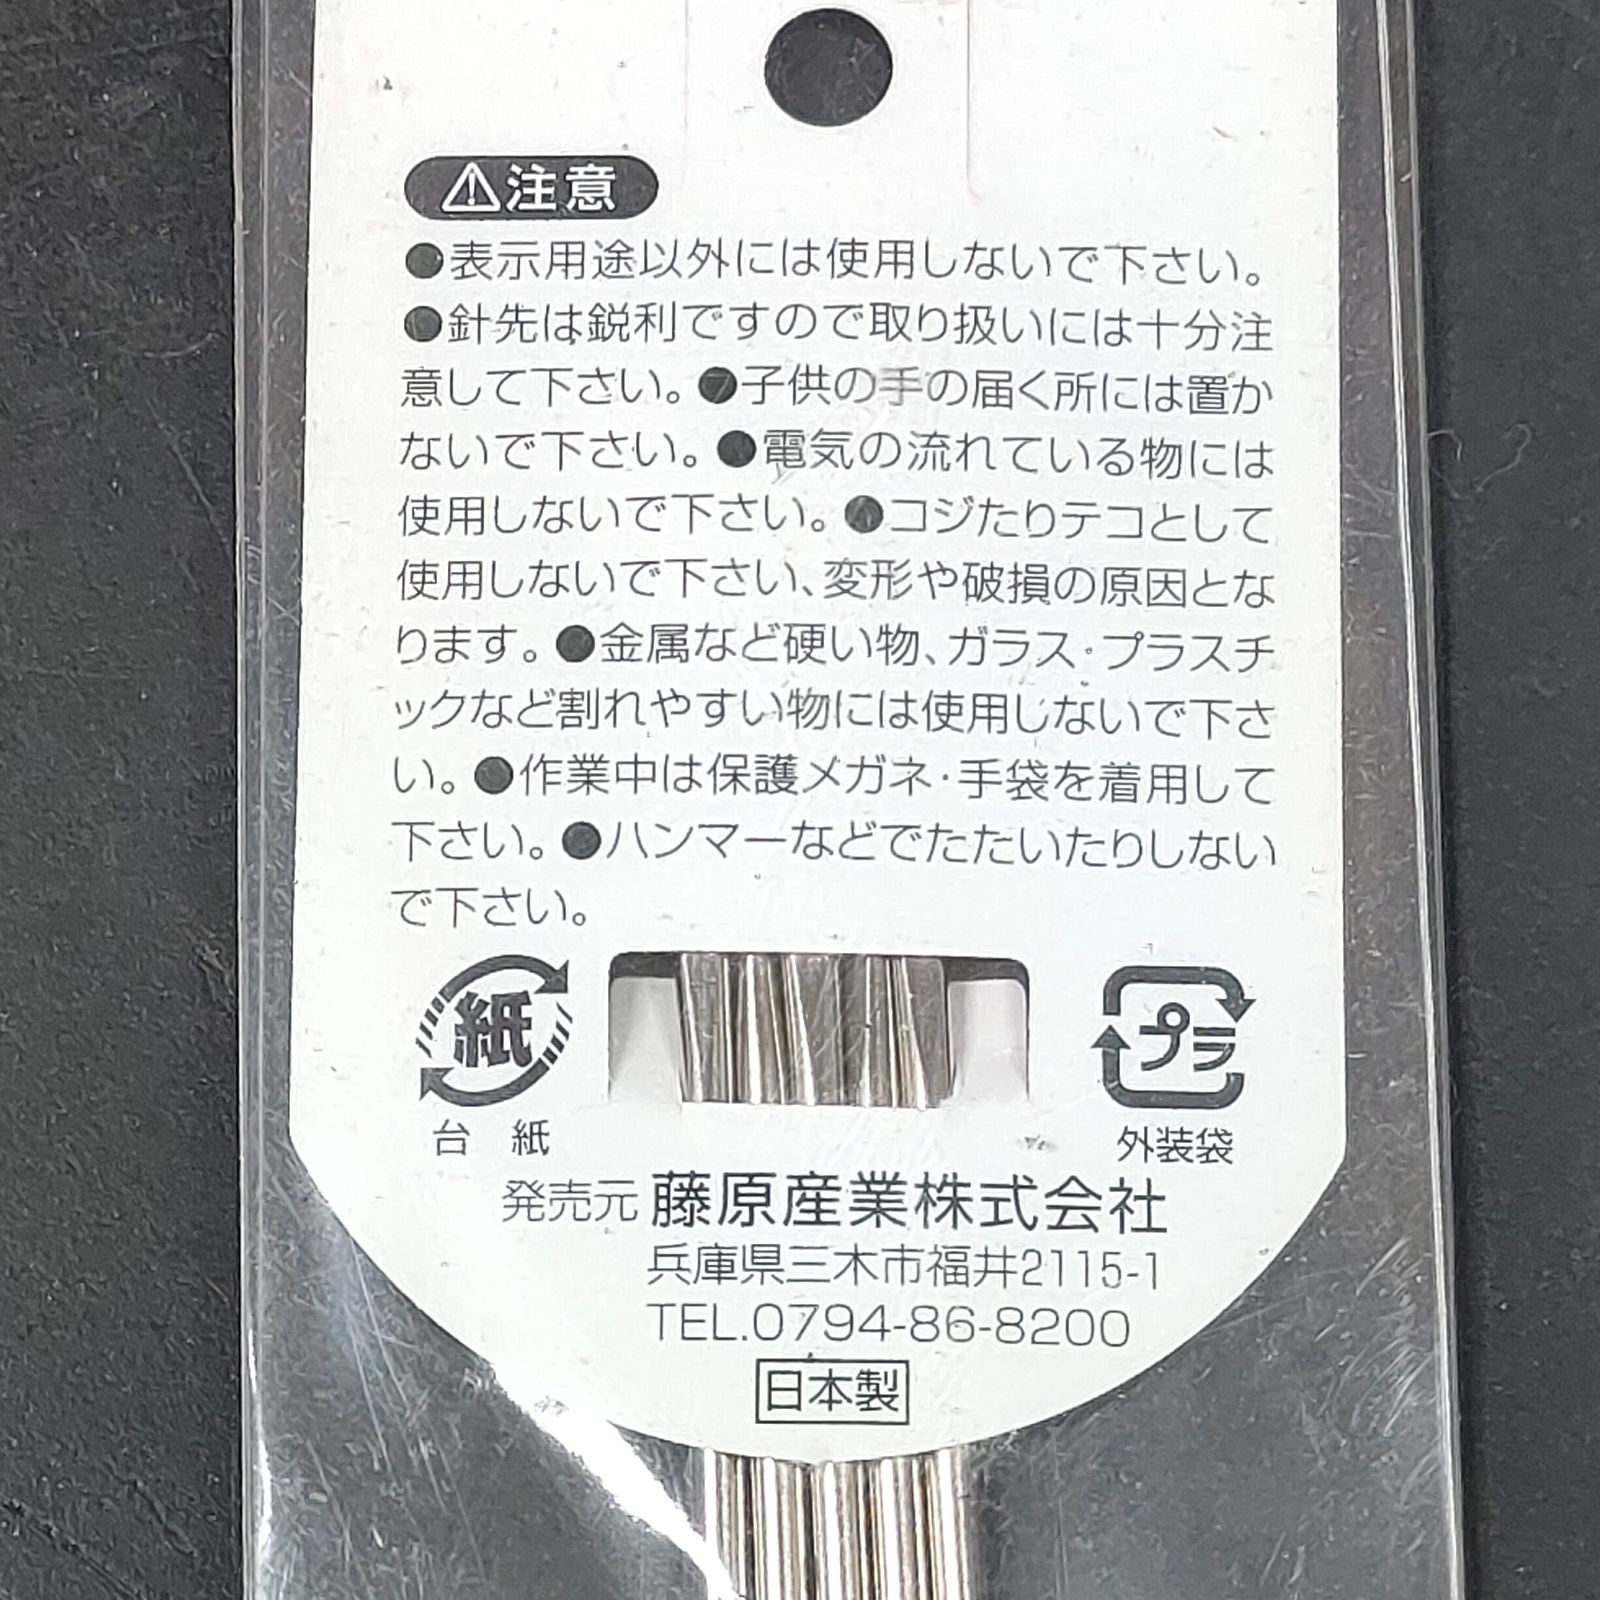 ⚠注意
●表示用途以外には使用しないで下さい。
●針先は鋭利ですので取り扱いには十分注
意して下さい。●子供の手の届く所には置か
ないで下さい。●電気の流れている物には
使用しないで下さい。●コジたりテコとして
使用しないで下さい、変形や破損の原因とな
ります。●金属など硬い物、ガラス・プラスチ
ックなど割れやすい物には使用しないで下さ
い。●作業中は保護メガネ・手袋を着用して
下さい。●ハンマーなどでたたいたりしない
で下さい。
紙
プラ
台 紙
外装袋
発売元 藤原産業株式会社
兵庫県三木市福井2115-1
TEL.0794-86-8200
日本製